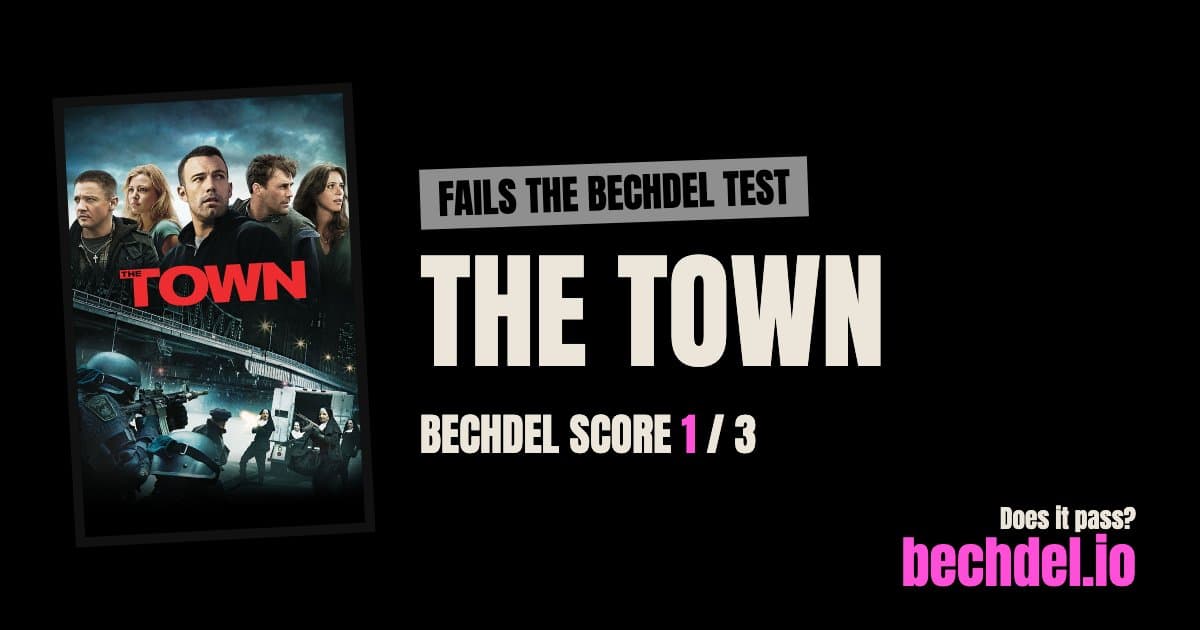 THE
TOWN
FAILS THE BECHDEL TEST
THE TOWN
BECHDEL SCORE 1 / 3
Does it pass?
bechdel.io